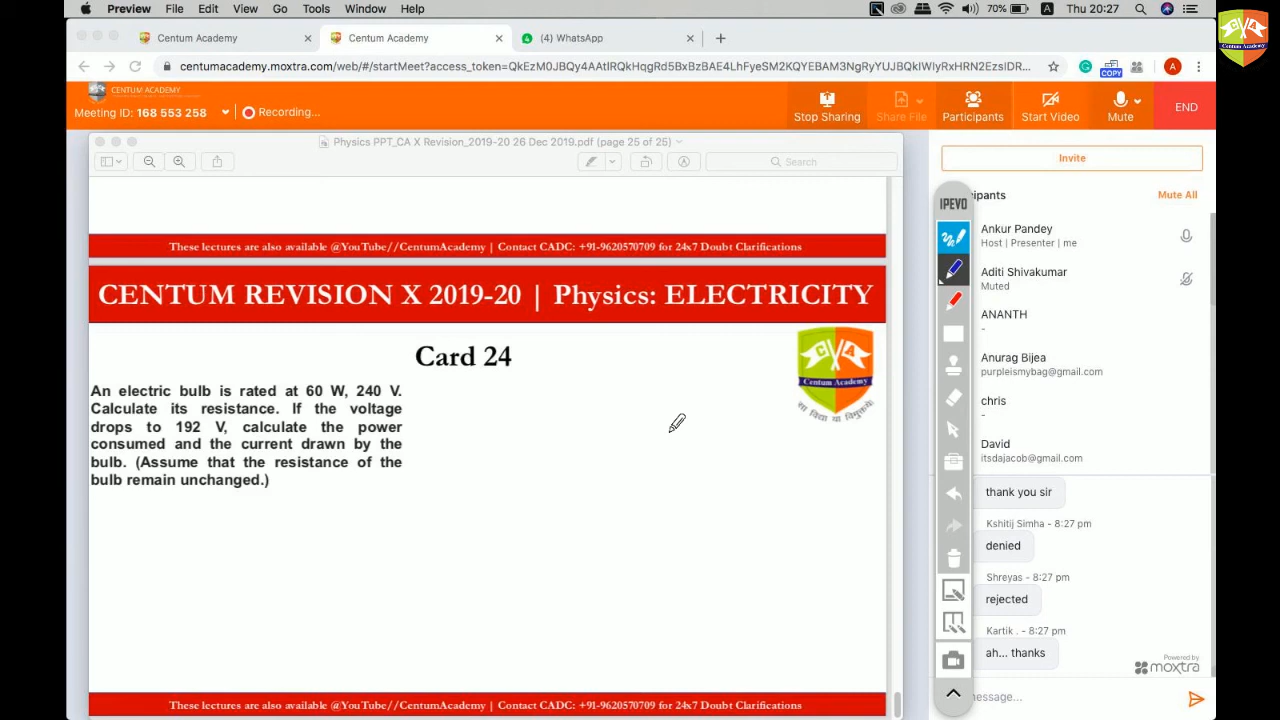 Preview File Edit View Go Tools Window Help 70% A Thu 20:27
Centum Academy
Centum Academy
(4) WhatsApp
centumacademy.moxtra.com/web/#/startMeet?access_token=
COPY
A
CENTUM ACADEMY
Meeting ID: 168 553 258
Recording...
Stop Sharing
Share File
Participants
Start Video
Mute
END
Physics PPT_CA X Revision_2019-20 26 Dec 2019.pdf (page 25 of 25)
Search
These lectures are also available @YouTube//CentumAcademy | Contact CADC: +91-9620570709 for 24x7 Doubt Clarifications
CENTUM REVISION X 2019-20 | Physics: ELECTRICITY
Card 24
An electric bulb is rated at 60 W, 240 V.
Calculate its resistance. If the voltage
drops to 192 V, calculate the power
consumed and the current drawn by the
bulb. (Assume that the resistance of the
bulb remain unchanged.)
Centum Academy
सा विद्या या विमुक्तये
These lectures are also available @YouTube//CentumAcademy | Contact CADC: +91-9620570709 for 24x7 Doubt Clarifications
IPEVO
Invite
cipants
Mute All
Ankur Pandey
Host | Presenter | me
Aditi Shivakumar
Muted
ANANTH
-
Anurag Bijea
purpleismybag@gmail.com
chris
-
David
itsdajacob@gmail.com
thank you sir
Kshitij Simha - 8:27 pm
denied
Shreyas - 8:27 pm
rejected
Kartik . - 8:27 pm
ah... thanks
Powered by
moxtra
nessage...
Centum Academy